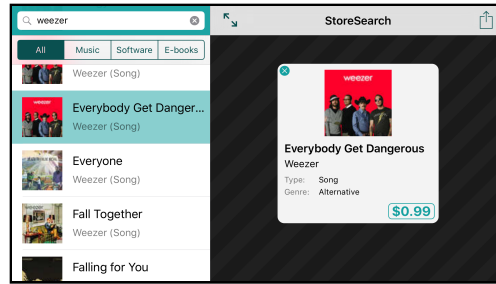 weezer
All Music Software E-books
Weezer (Song)
Everybody Get Danger...
Weezer (Song)
Everyone
Weezer (Song)
Fall Together
Weezer (Song)
Falling for You
StoreSearch
weezer
Everybody Get Dangerous
Weezer
Type: Song
Genre: Alternative
$0.99